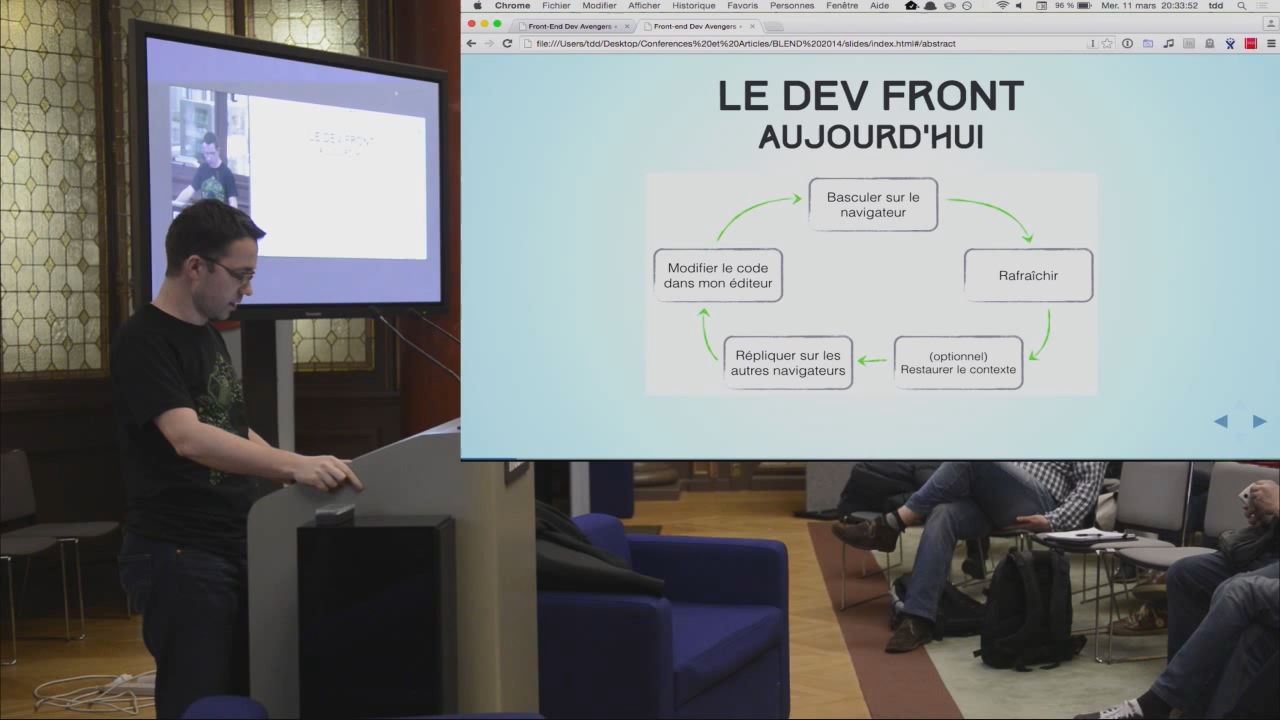 Chrome Fichier Modifier Afficher Historique Favoris Personnes Fenêtre Aide 96 % Mer. 11 mars 20:33:52 tdd
Front-End Dev Avengers Front-end Dev Avengers
file:///Users/tdd/Desktop/Conferences%20et%20Articles/BLEND%202014/slides/index.html#/abstract
LE DEV FRONT
AUJOURD'HUI
Basculer sur le
navigateur
Modifier le code
dans mon éditeur
Rafraîchir
Répliquer sur les
autres navigateurs
(optionnel)
Restaurer le contexte
LE DEV FRONT